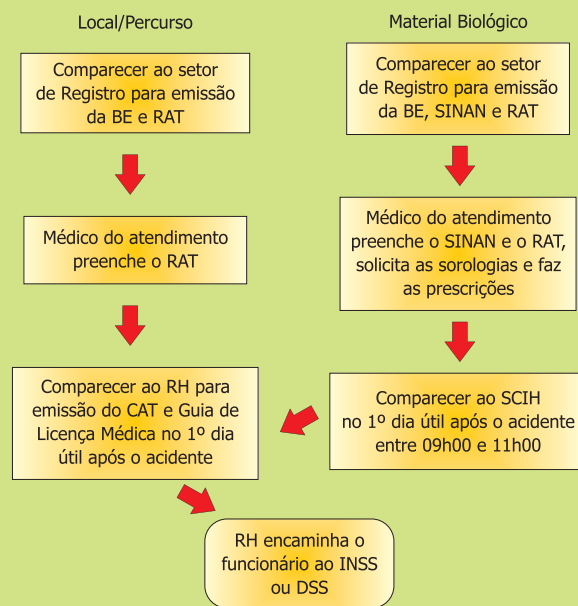 Local/Percurso
Comparecer ao setor
de Registro para emissão
da BE e RAT
Médico do atendimento
preenche o RAT
Comparecer ao RH para
emissão do CAT e Guia de
Licença Médica no 1º dia
útil após o acidente
Material Biológico
Comparecer ao setor
de Registro para emissão
da BE, SINAN e RAT
Médico do atendimento
preenche o SINAN e o RAT,
solicita as sorologias e faz
as prescrições
Comparecer ao SCIH
no 1º dia útil após o acidente
entre 09h00 e 11h00
RH encaminha o
funcionário ao INSS
ou DSS